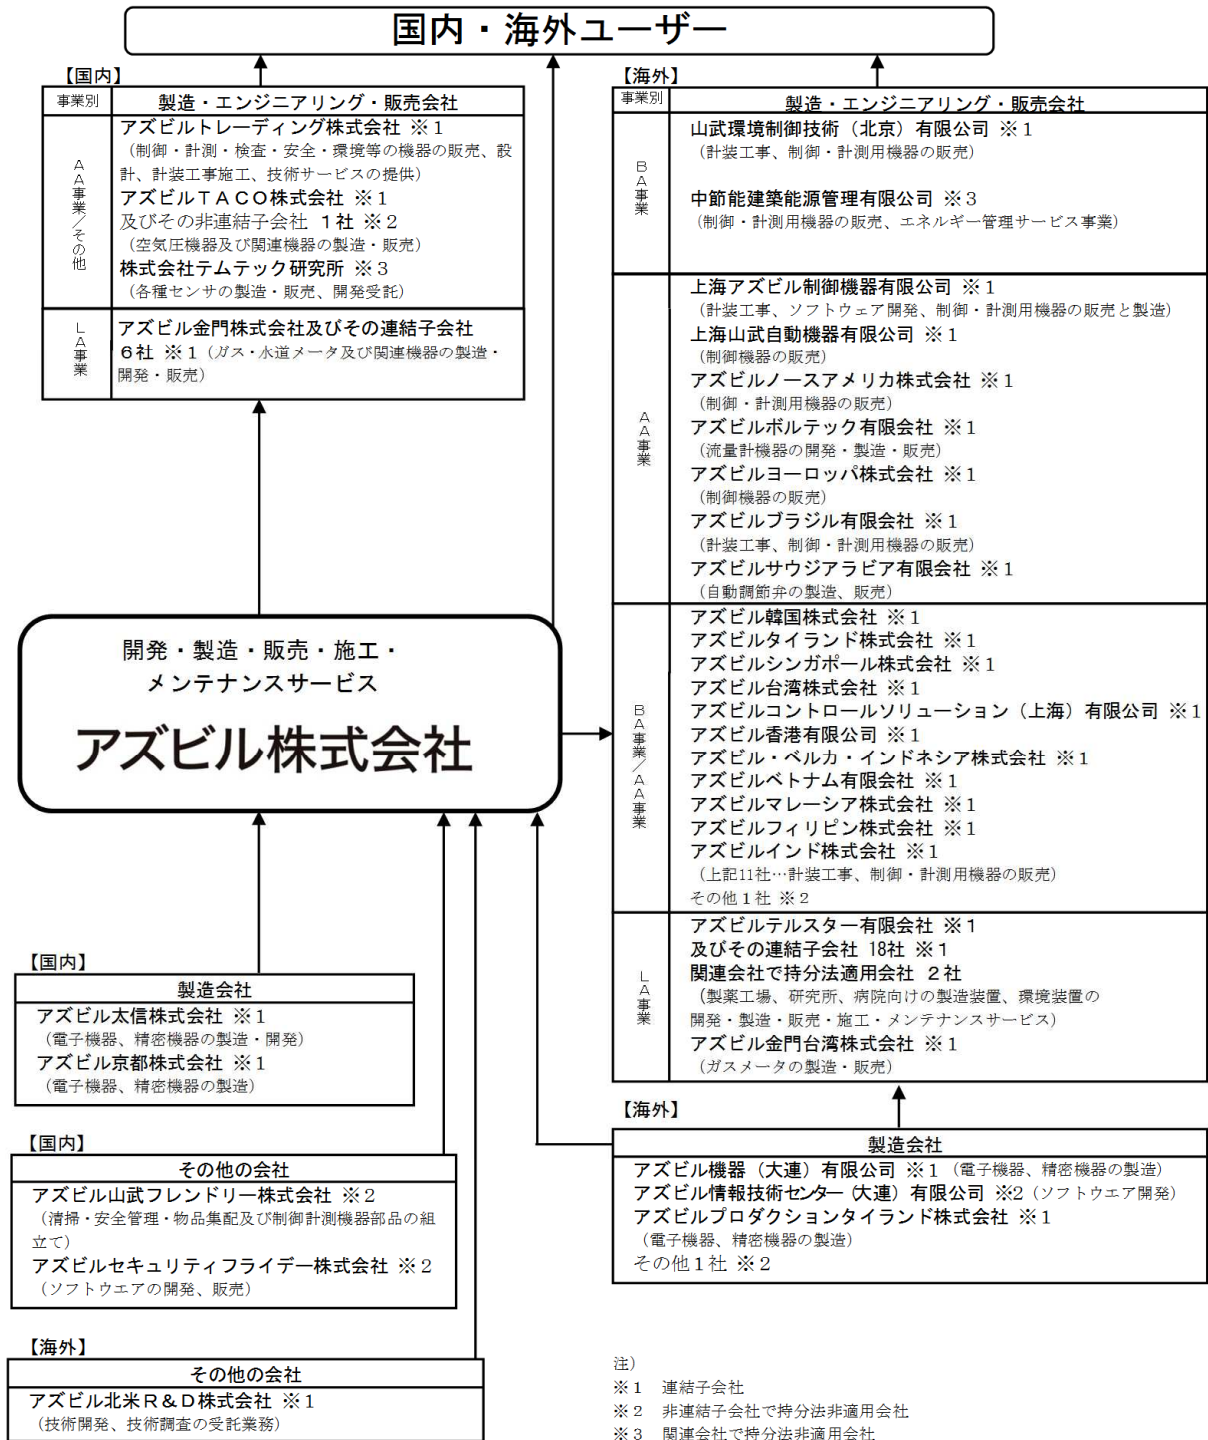 国内・海外ユーザー
【国内】
事業別
製造・エンジニアリング・販売会社
AA事業／その他
アズビルトレーディング株式会社 ※１
（制御・計測・検査・安全・環境等の機器の販売、設
計、計装工事施工、技術サービスの提供）
アズビルＴＡＣＯ株式会社 ※１
及びその非連結子会社 １社 ※２
（空気圧機器及び関連機器の製造・販売）
株式会社テムテック研究所 ※３
（各種センサの製造・販売、開発受託）
LA事業
アズビル金門株式会社及びその連結子会社
６社 ※１（ガス・水道メータ及び関連機器の製造・
開発・販売）
【海外】
事業別
製造・エンジニアリング・販売会社
BA事業
山武環境制御技術（北京）有限公司 ※１
（計装工事、制御・計測用機器の販売）
中節能建築能源管理有限公司 ※３
（制御・計測用機器の販売、エネルギー管理サービス事業）
AA事業
上海アズビル制御機器有限公司 ※１
（計装工事、ソフトウェア開発、制御・計測用機器の販売と製造）
上海山武自動機器有限公司 ※１
（制御機器の販売）
アズビルノースアメリカ株式会社 ※１
（制御・計測用機器の販売）
アズビルボルテック有限会社 ※１
（流量計機器の開発・製造・販売）
アズビルヨーロッパ株式会社 ※１
（制御機器の販売）
アズビルブラジル有限会社 ※１
（計装工事、制御・計測用機器の販売）
アズビルサウジアラビア有限会社 ※１
（自動調節弁の製造、販売）
BA事業／AA事業
アズビル韓国株式会社 ※１
アズビルタイランド株式会社 ※１
アズビルシンガポール株式会社 ※１
アズビル台湾株式会社 ※１
アズビルコントロールソリューション（上海）有限公司 ※１
アズビル香港有限公司 ※１
アズビル・ベルカ・インドネシア株式会社 ※１
アズビルベトナム有限会社 ※１
アズビルマレーシア株式会社 ※１
アズビルフィリピン株式会社 ※１
アズビルインド株式会社 ※１
（上記11社…計装工事、制御・計測用機器の販売）
その他１社 ※２
LA事業
アズビルテルスター有限会社 ※１
及びその連結子会社 18社 ※１
関連会社で持分法適用会社 ２社
（製薬工場、研究所、病院向けの製造装置、環境装置の
開発・製造・販売・施工・メンテナンスサービス）
アズビル金門台湾株式会社 ※１
（ガスメータの製造・販売）
開発・製造・販売・施工・
メンテナンスサービス
アズビル株式会社
【国内】
製造会社
アズビル太信株式会社 ※１
（電子機器、精密機器の製造・開発）
アズビル京都株式会社 ※１
（電子機器、精密機器の製造）
【国内】
その他の会社
アズビル山武フレンドリー株式会社 ※２
（清掃・安全管理・物品集配及び制御計測機器部品の組
立て）
アズビルセキュリティフライデー株式会社 ※２
（ソフトウエアの開発、販売）
【海外】
その他の会社
アズビル北米Ｒ＆Ｄ株式会社 ※１
（技術開発、技術調査の受託業務）
【海外】
製造会社
アズビル機器（大連）有限公司 ※１（電子機器、精密機器の製造）
アズビル情報技術センター（大連）有限公司 ※２（ソフトウエア開発）
アズビルプロダクションタイランド株式会社 ※１
（電子機器、精密機器の製造）
その他１社 ※２
注）
※１ 連結子会社
※２ 非連結子会社で持分法非適用会社
※３ 関連会社で持分法非適用会社